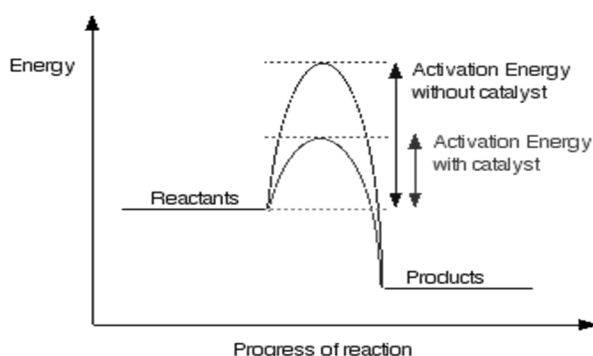 Energy
Activation Energy
without catalyst
Activation Energy
with catalyst
Reactants
Products
Progress of reaction